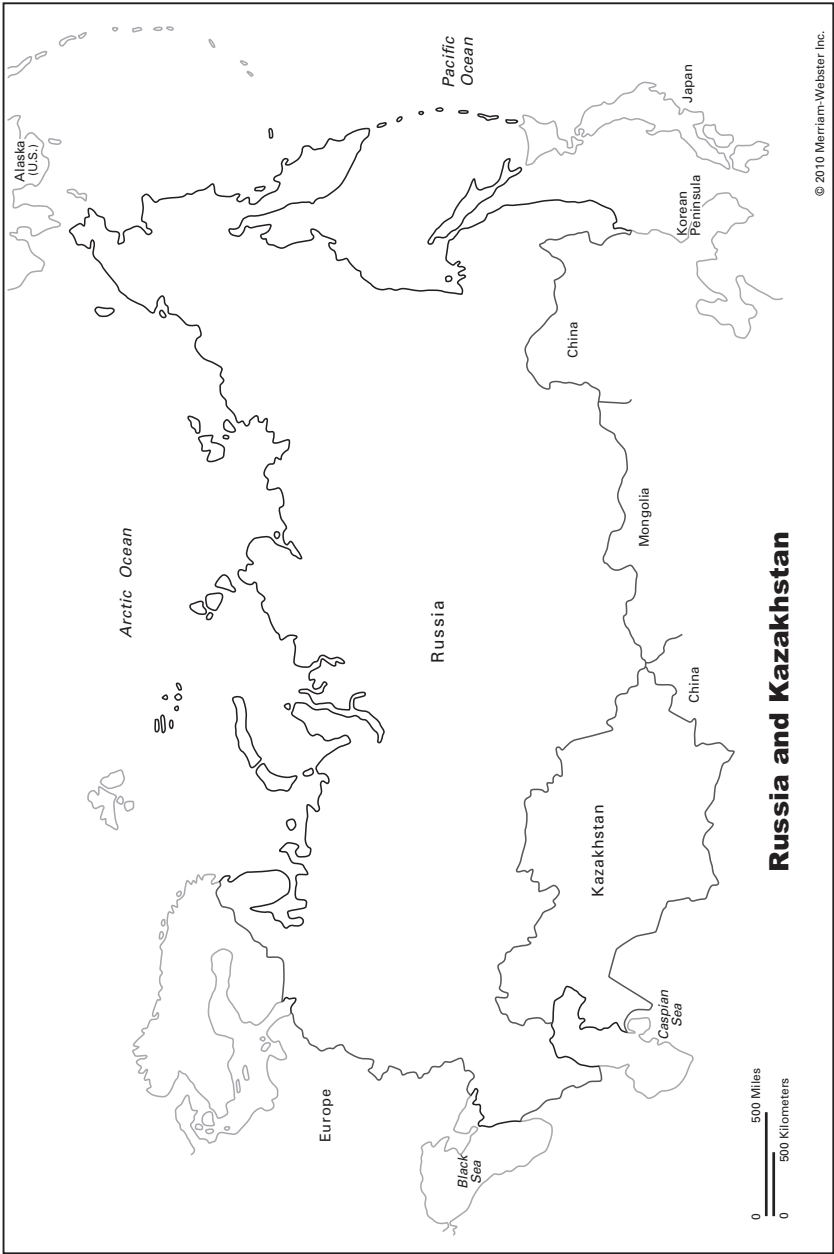 Alaska
(U.S.)
Pacific
Ocean
Arctic Ocean
Japan
Korean
Peninsula
China
Russia
Mongolia
China
Kazakhstan
Europe
Caspian
Sea
Black
Sea
Russia and Kazakhstan
0 500 Miles
0 500 Kilometers
© 2010 Merriam-Webster Inc.